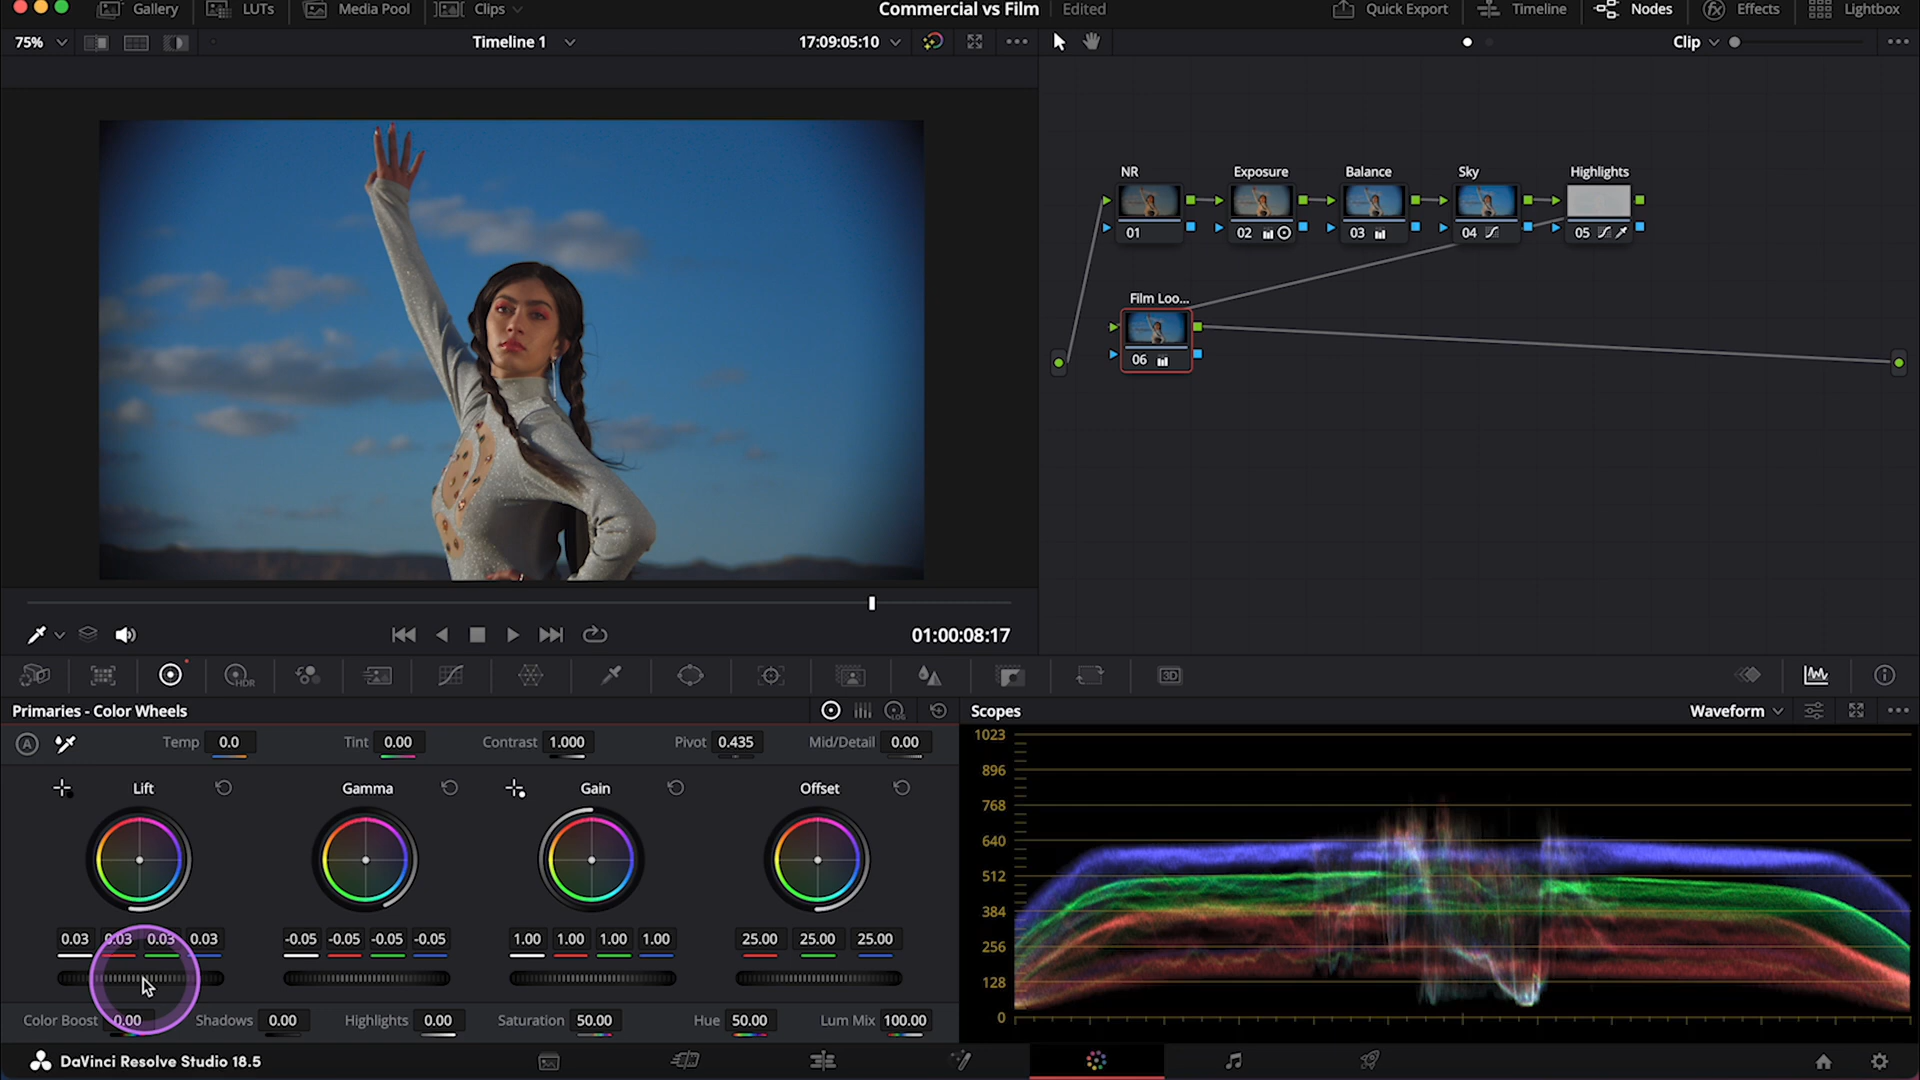 Gallery LUTs Media Pool Clips Commercial vs Film Edited Quick Export Timeline Nodes Effects Lightbox
75% Timeline 1 17:09:05:10 Clip
NR Exposure Balance Sky Highlights
01 02 03 04 05
Film Loo...
06
01:00:08:17
HDR 3D
Primaries - Color Wheels LOG Scopes Waveform
A Temp 0.0 Tint 0.00 Contrast 1.000 Pivot 0.435 Mid/Detail 0.00
Lift Gamma Gain Offset
0.03 0.03 0.03 0.03 -0.05 -0.05 -0.05 -0.05 1.00 1.00 1.00 1.00 25.00 25.00 25.00
Color Boost 0.00 Shadows 0.00 Highlights 0.00 Saturation 50.00 Hue 50.00 Lum Mix 100.00
1023
896
768
640
512
384
256
128
0
DaVinci Resolve Studio 18.5